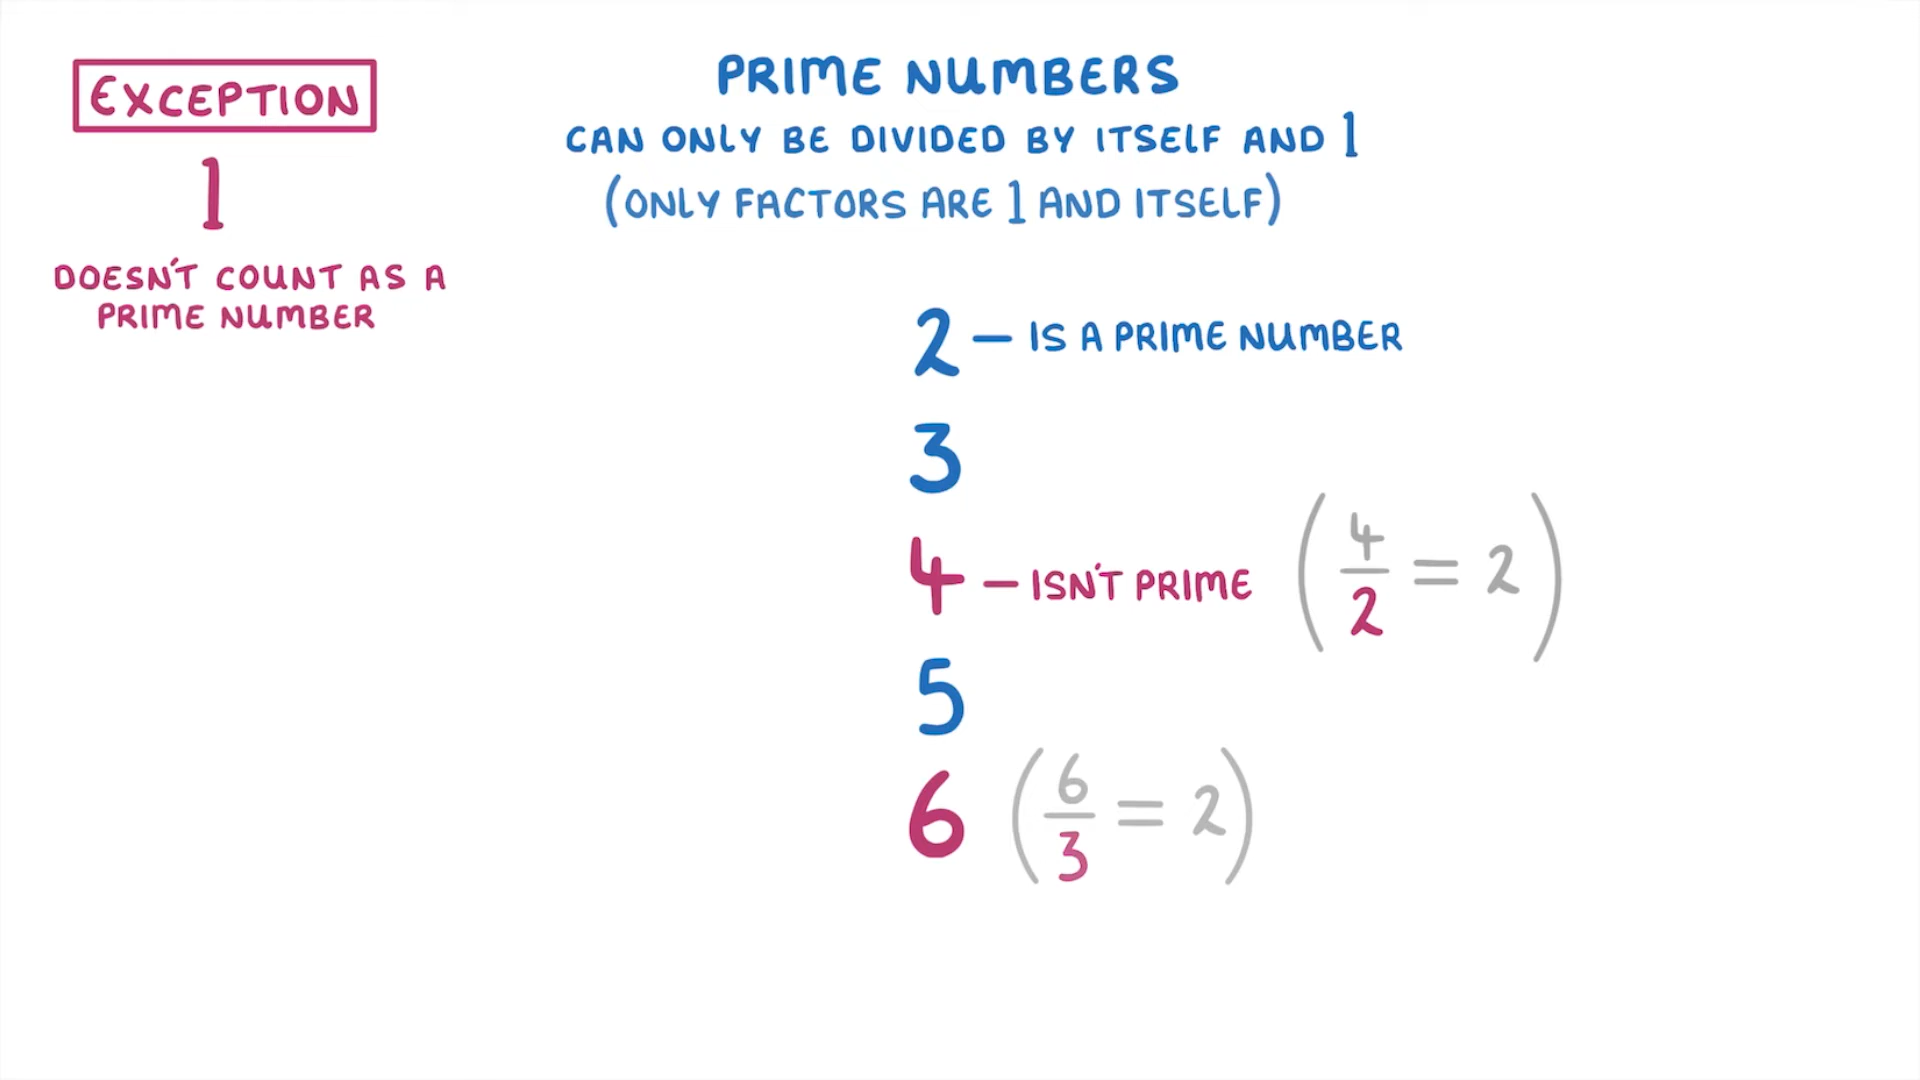 EXCEPTION
1
DOESN'T COUNT AS A
PRIME NUMBER
PRIME NUMBERS
CAN ONLY BE DIVIDED BY ITSELF AND 1
(ONLY FACTORS ARE 1 AND ITSELF)
2 — IS A PRIME NUMBER
3
4 — ISN'T PRIME (4/2 = 2)
5
6 (6/3 = 2)